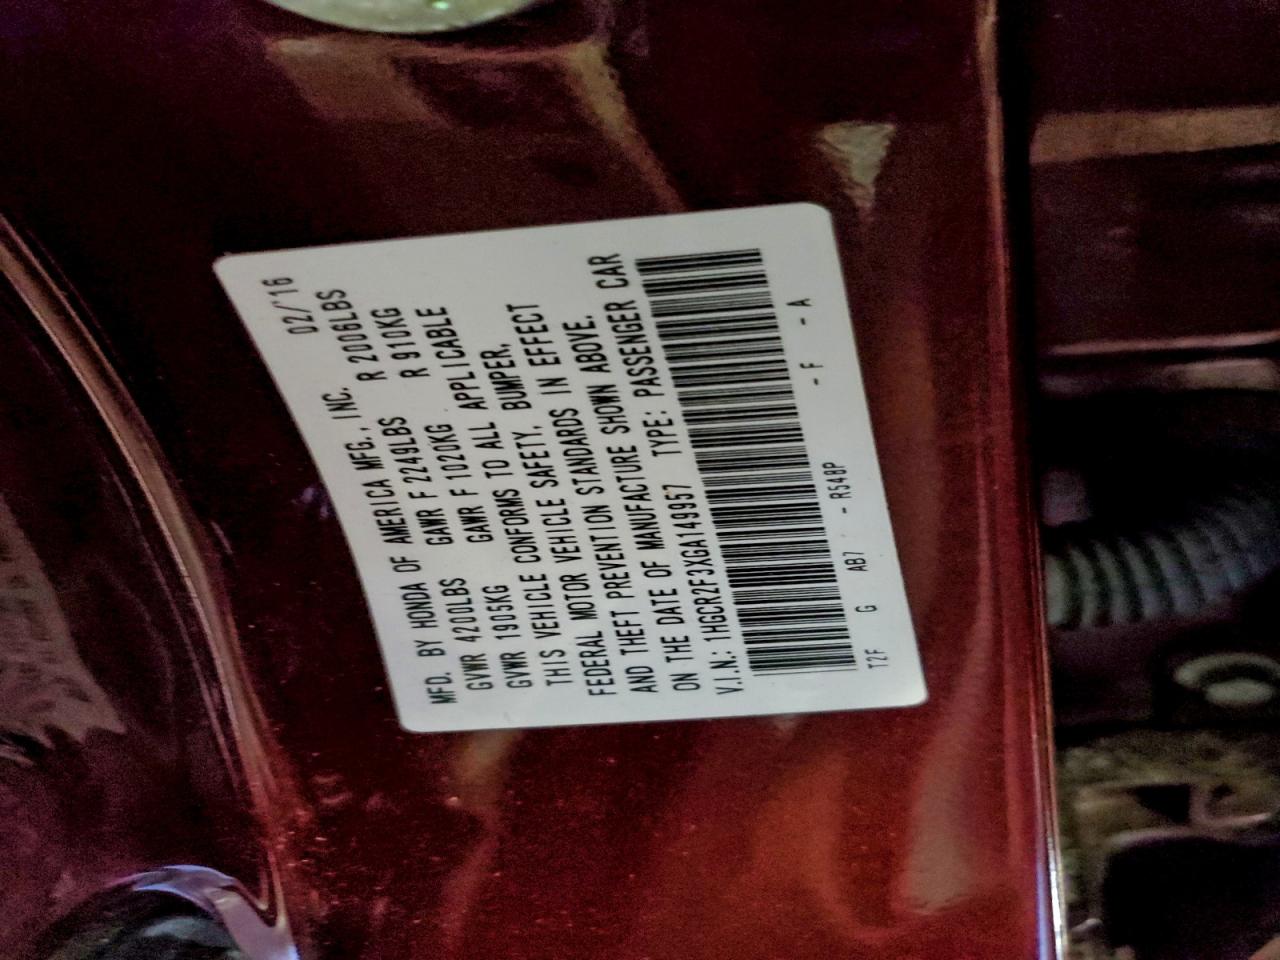 MFD. BY HONDA OF AMERICA MFG., INC. 02/'16
GVWR 4200LBS GAWR F 2249LBS R 2006LBS
GVWR 1905KG GAWR F 1020KG R 910KG
THIS VEHICLE CONFORMS TO ALL APPLICABLE
FEDERAL MOTOR VEHICLE SAFETY, BUMPER,
AND THEFT PREVENTION STANDARDS IN EFFECT
ON THE DATE OF MANUFACTURE SHOWN ABOVE.
V.I.N.: 1HGCR2F3XGA149957 TYPE: PASSENGER CAR
T2F G AB7 - R548P - F - A